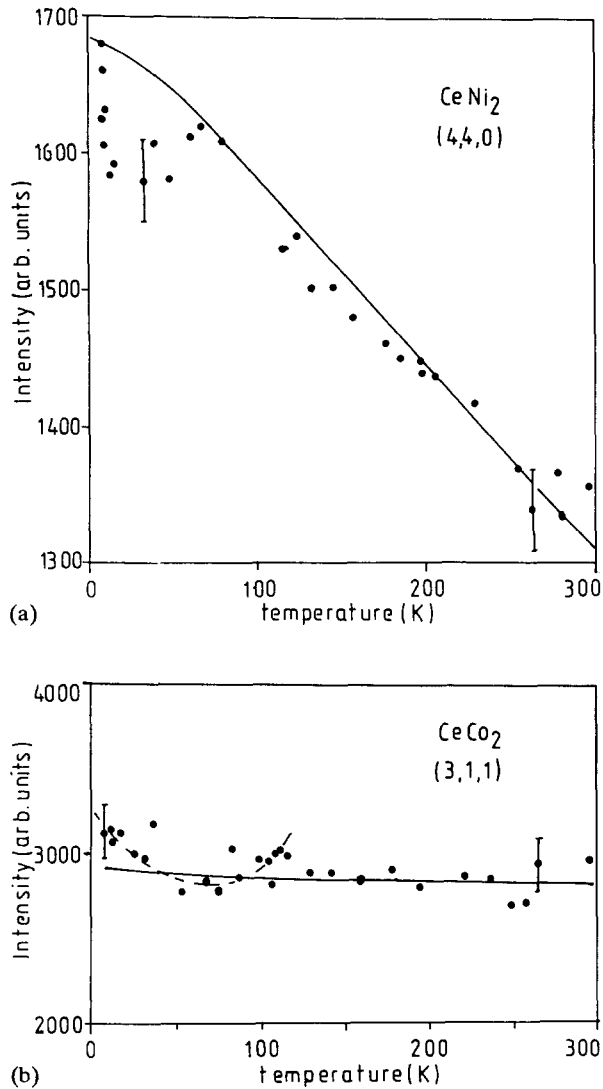 1700
1600
1500
1400
1300
Intensity (arb. units)
CeNi₂
(4,4,0)
0
100
200
300
temperature (K)
(a)
4000
3000
2000
Intensity (arb. units)
CeCo₂
(3,1,1)
0
100
200
300
temperature (K)
(b)